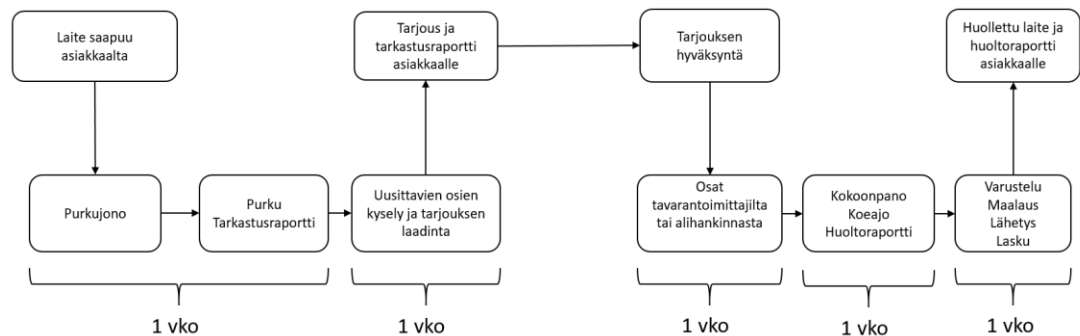 Laite saapuu
asiakkaalta
Tarjous ja
tarkastusraportti
asiakkaalle
Tarjouksen
hyväksyntä
Huollettu laite ja
huoltoraportti
asiakkaalle
Purkujono
Purku
Tarkastusraportti
Uusittavien osien
kysely ja tarjouksen
laadinta
Osat
tavarantoimittajilta
tai alihankinnasta
Kokoonpano
Koeajo
Huoltoraportti
Varustelu
Maalaus
Lähetys
Lasku
1 vko
1 vko
1 vko
1 vko
1 vko